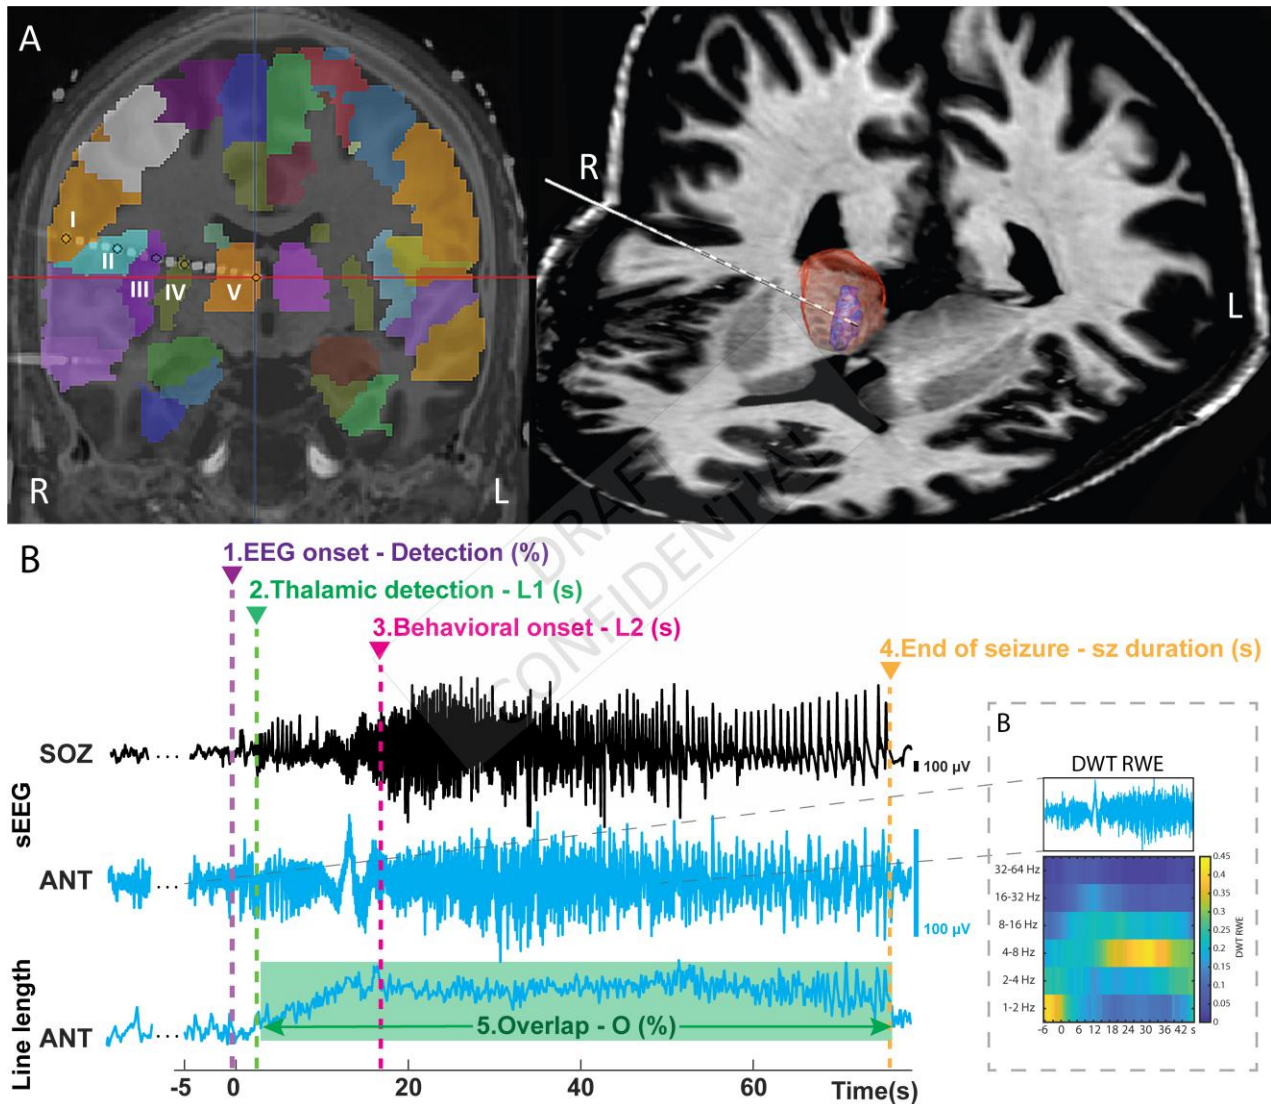 A
I
II
III
IV
V
R
L
R
L
DRAFT
CONFIDENTIAL
B
1.EEG onset - Detection (%)
2.Thalamic detection - L1 (s)
3.Behavioral onset - L2 (s)
4.End of seizure - sz duration (s)
sEEG
SOZ
100 µV
ANT
100 µV
Line length
ANT
5.Overlap - O (%)
-5 0 20 40 60 Time(s)
B
DWT RWE
32-64 Hz
16-32 Hz
8-16 Hz
4-8 Hz
2-4 Hz
1-2 Hz
-6 0 6 12 18 24 30 36 42 s
0.45
0.4
0.35
0.3
0.25
0.2
0.15
0.1
0.05
0
DWT RWE